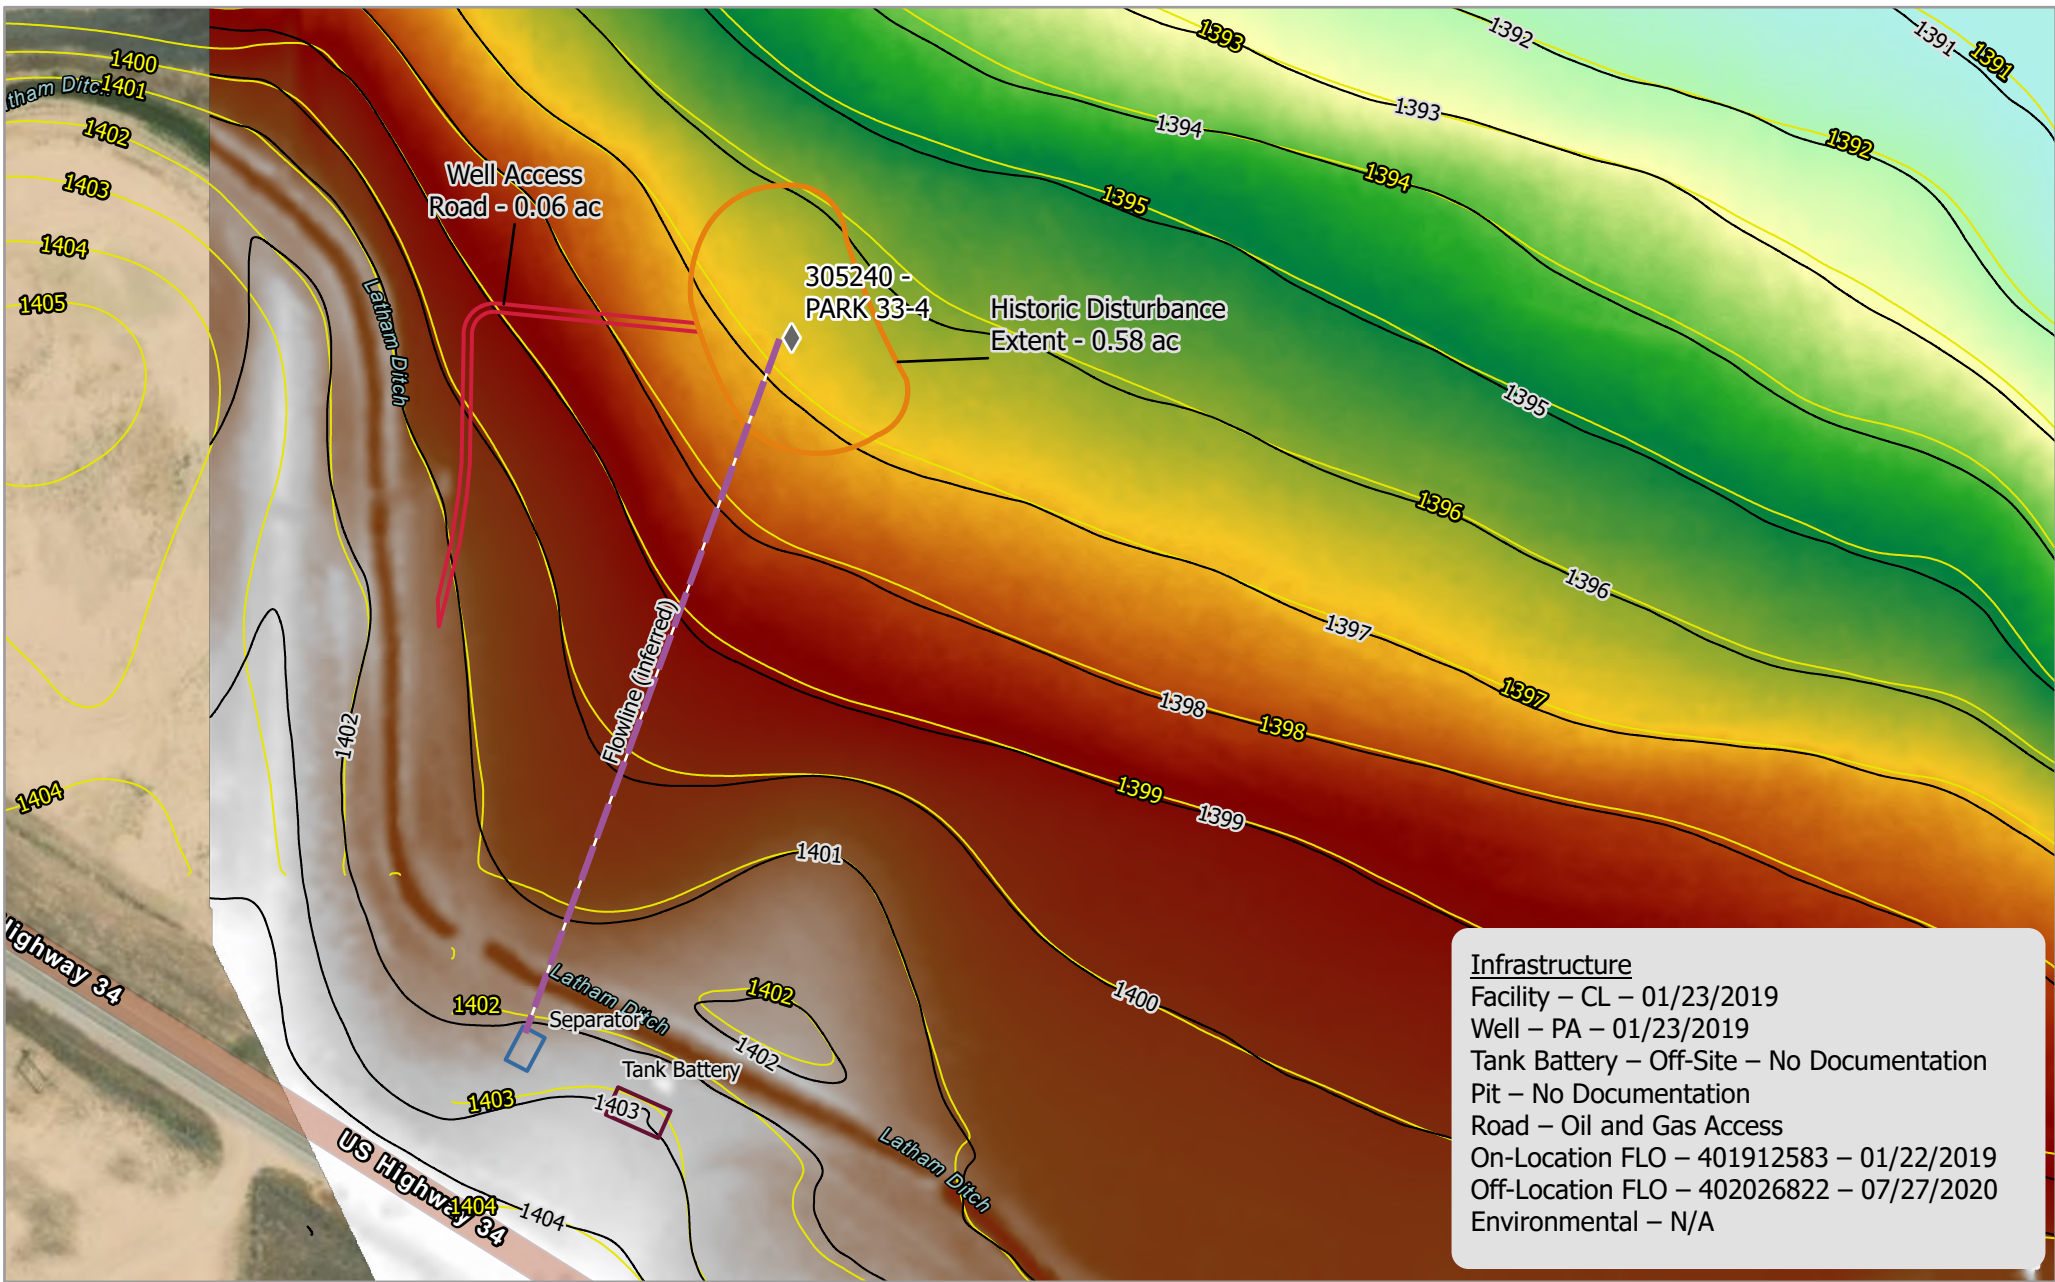 1393
1392
1391
1391
1400
1401
Latham Ditch
1402
1403
1404
1405
1393
1394
1392
1394
1395
Well Access
Road - 0.06 ac
305240 -
PARK 33-4
Historic Disturbance
Extent - 0.58 ac
Latham Ditch
1395
1396
1396
1397
1397
1398
1398
1399
1399
Flowline (inferred)
1402
1404
1401
1400
1402
1402
1402
Latham Ditch
Separator
Tank Battery
1403
1403
Latham Ditch
Highway 34
US Highway 34
1404
1404
Infrastructure
Facility – CL – 01/23/2019
Well – PA – 01/23/2019
Tank Battery – Off-Site – No Documentation
Pit – No Documentation
Road – Oil and Gas Access
On-Location FLO – 401912583 – 01/22/2019
Off-Location FLO – 402026822 – 07/27/2020
Environmental – N/A